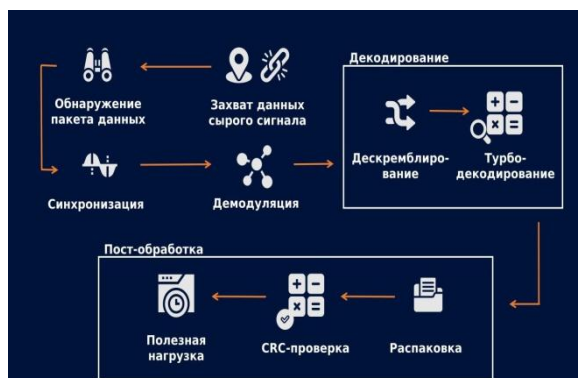 Декодирование
Обнаружение
пакета данных
Захват данных
сырого сигнала
Дескремблиро-
вание
Турбо-
декодирование
Синхронизация
Демодуляция
Пост-обработка
Полезная
нагрузка
CRC-проверка
Распаковка